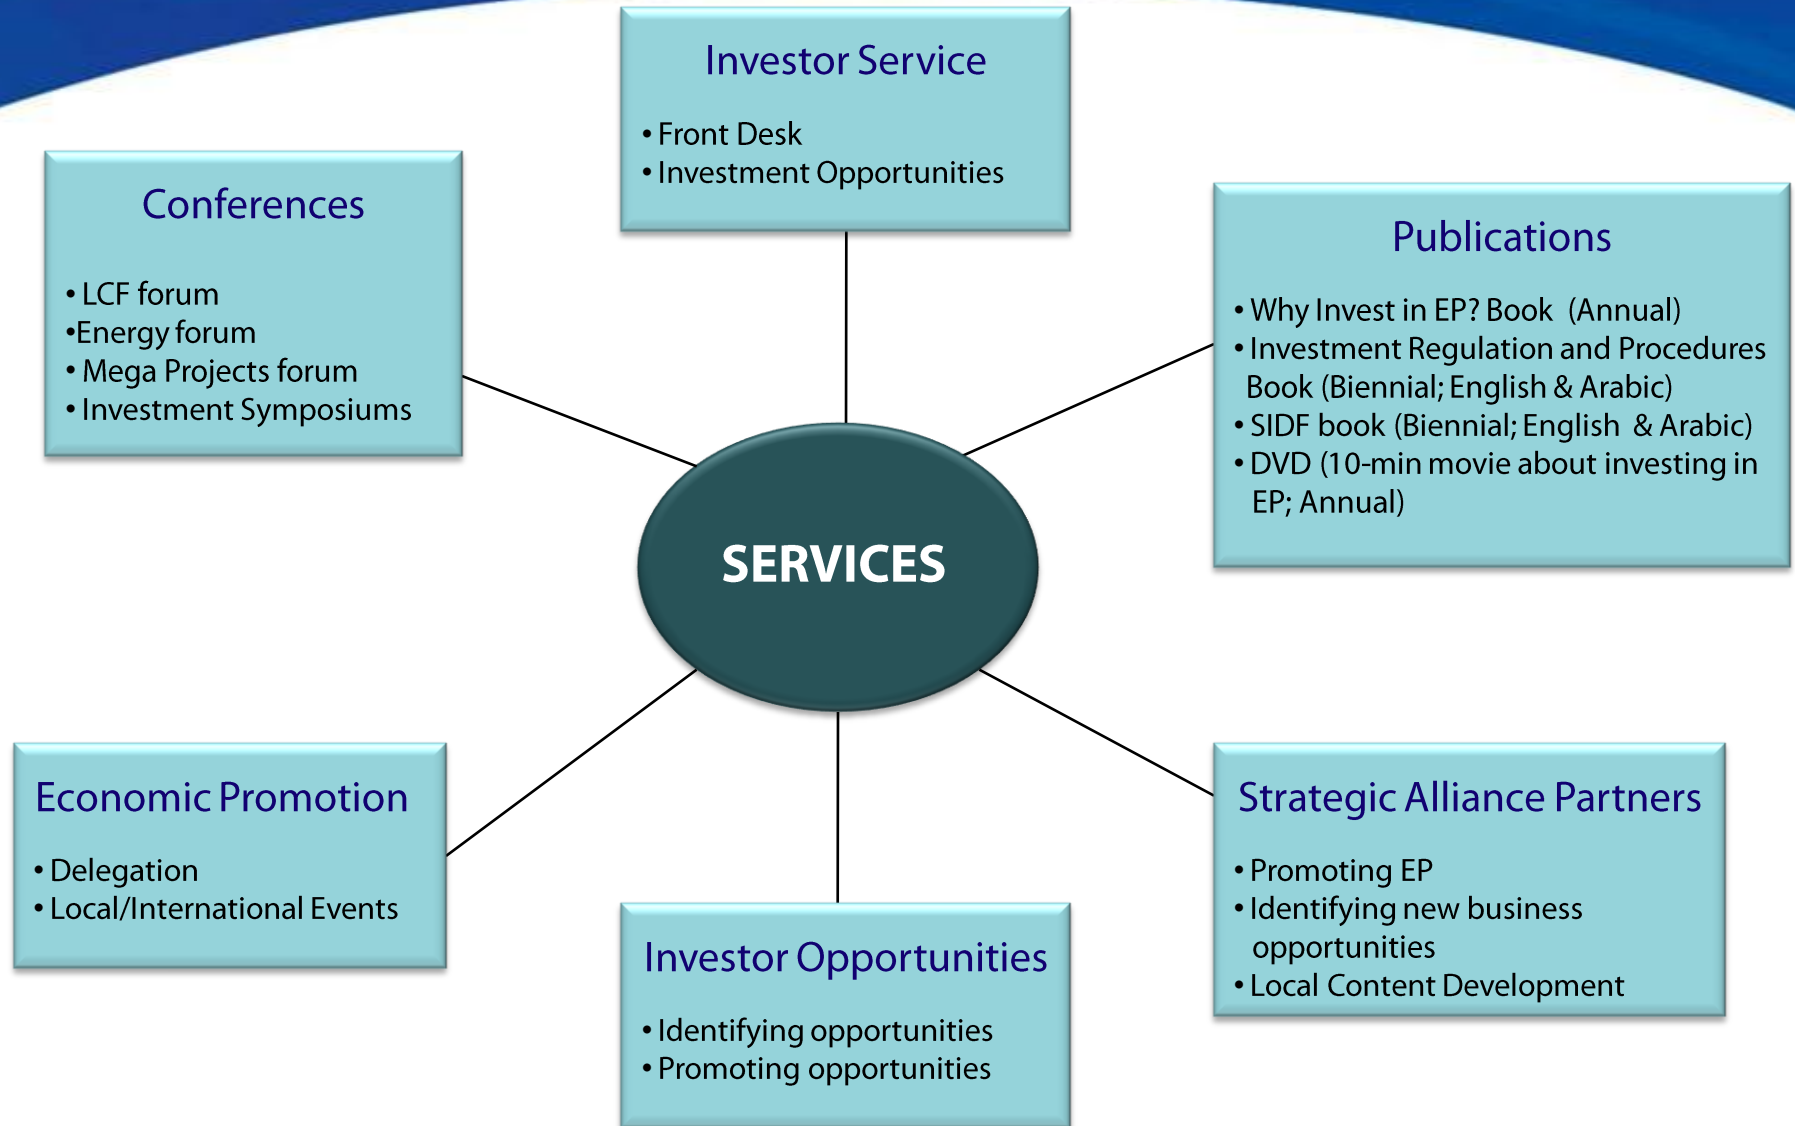 Investor Service
• Front Desk
• Investment Opportunities
Conferences
• LCF forum
•Energy forum
• Mega Projects forum
• Investment Symposiums
Publications
• Why Invest in EP? Book (Annual)
• Investment Regulation and Procedures
Book (Biennial; English & Arabic)
• SIDF book (Biennial; English & Arabic)
• DVD (10-min movie about investing in
EP; Annual)
SERVICES
Economic Promotion
• Delegation
• Local/International Events
Investor Opportunities
• Identifying opportunities
• Promoting opportunities
Strategic Alliance Partners
• Promoting EP
• Identifying new business
opportunities
• Local Content Development